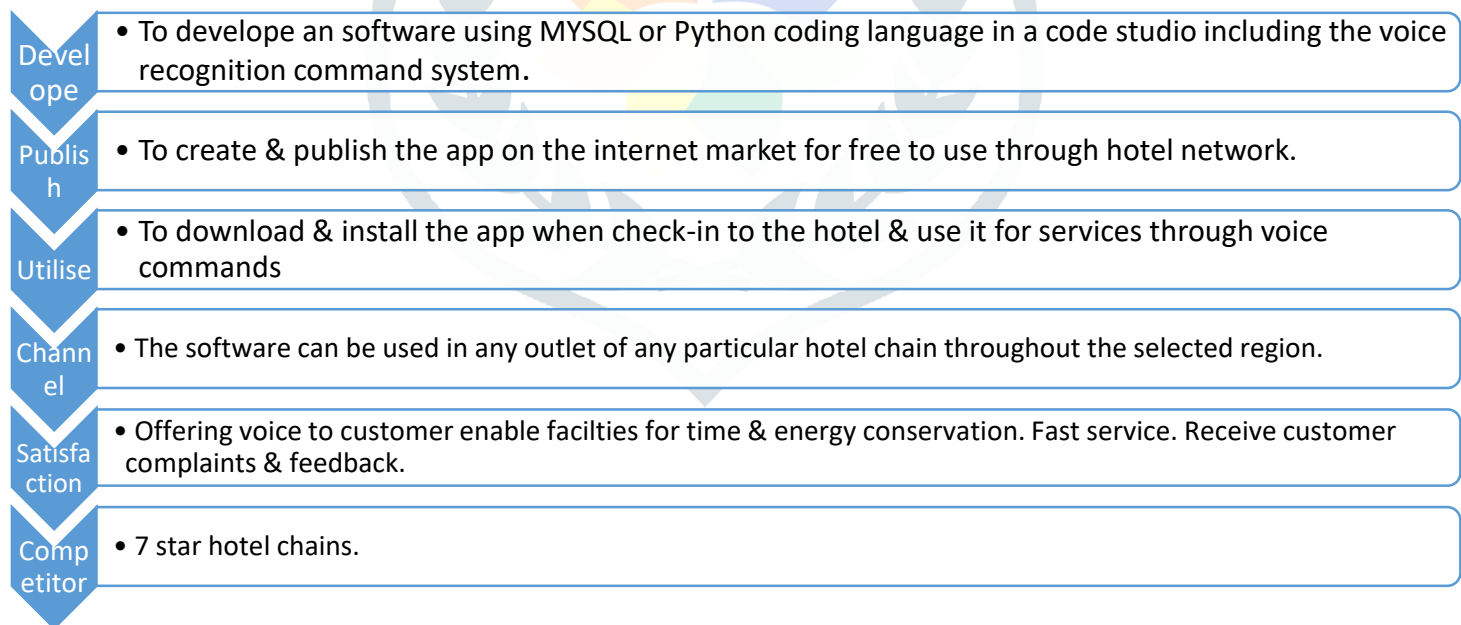 Devel
ope
• To develope an software using MYSQL or Python coding language in a code studio including the voice
recognition command system.
Publis
h
• To create & publish the app on the internet market for free to use through hotel network.
Utilise
• To download & install the app when check-in to the hotel & use it for services through voice
commands
Chann
el
• The software can be used in any outlet of any particular hotel chain throughout the selected region.
Satisfa
ction
• Offering voice to customer enable facilties for time & energy conservation. Fast service. Receive customer
complaints & feedback.
Comp
etitor
• 7 star hotel chains.